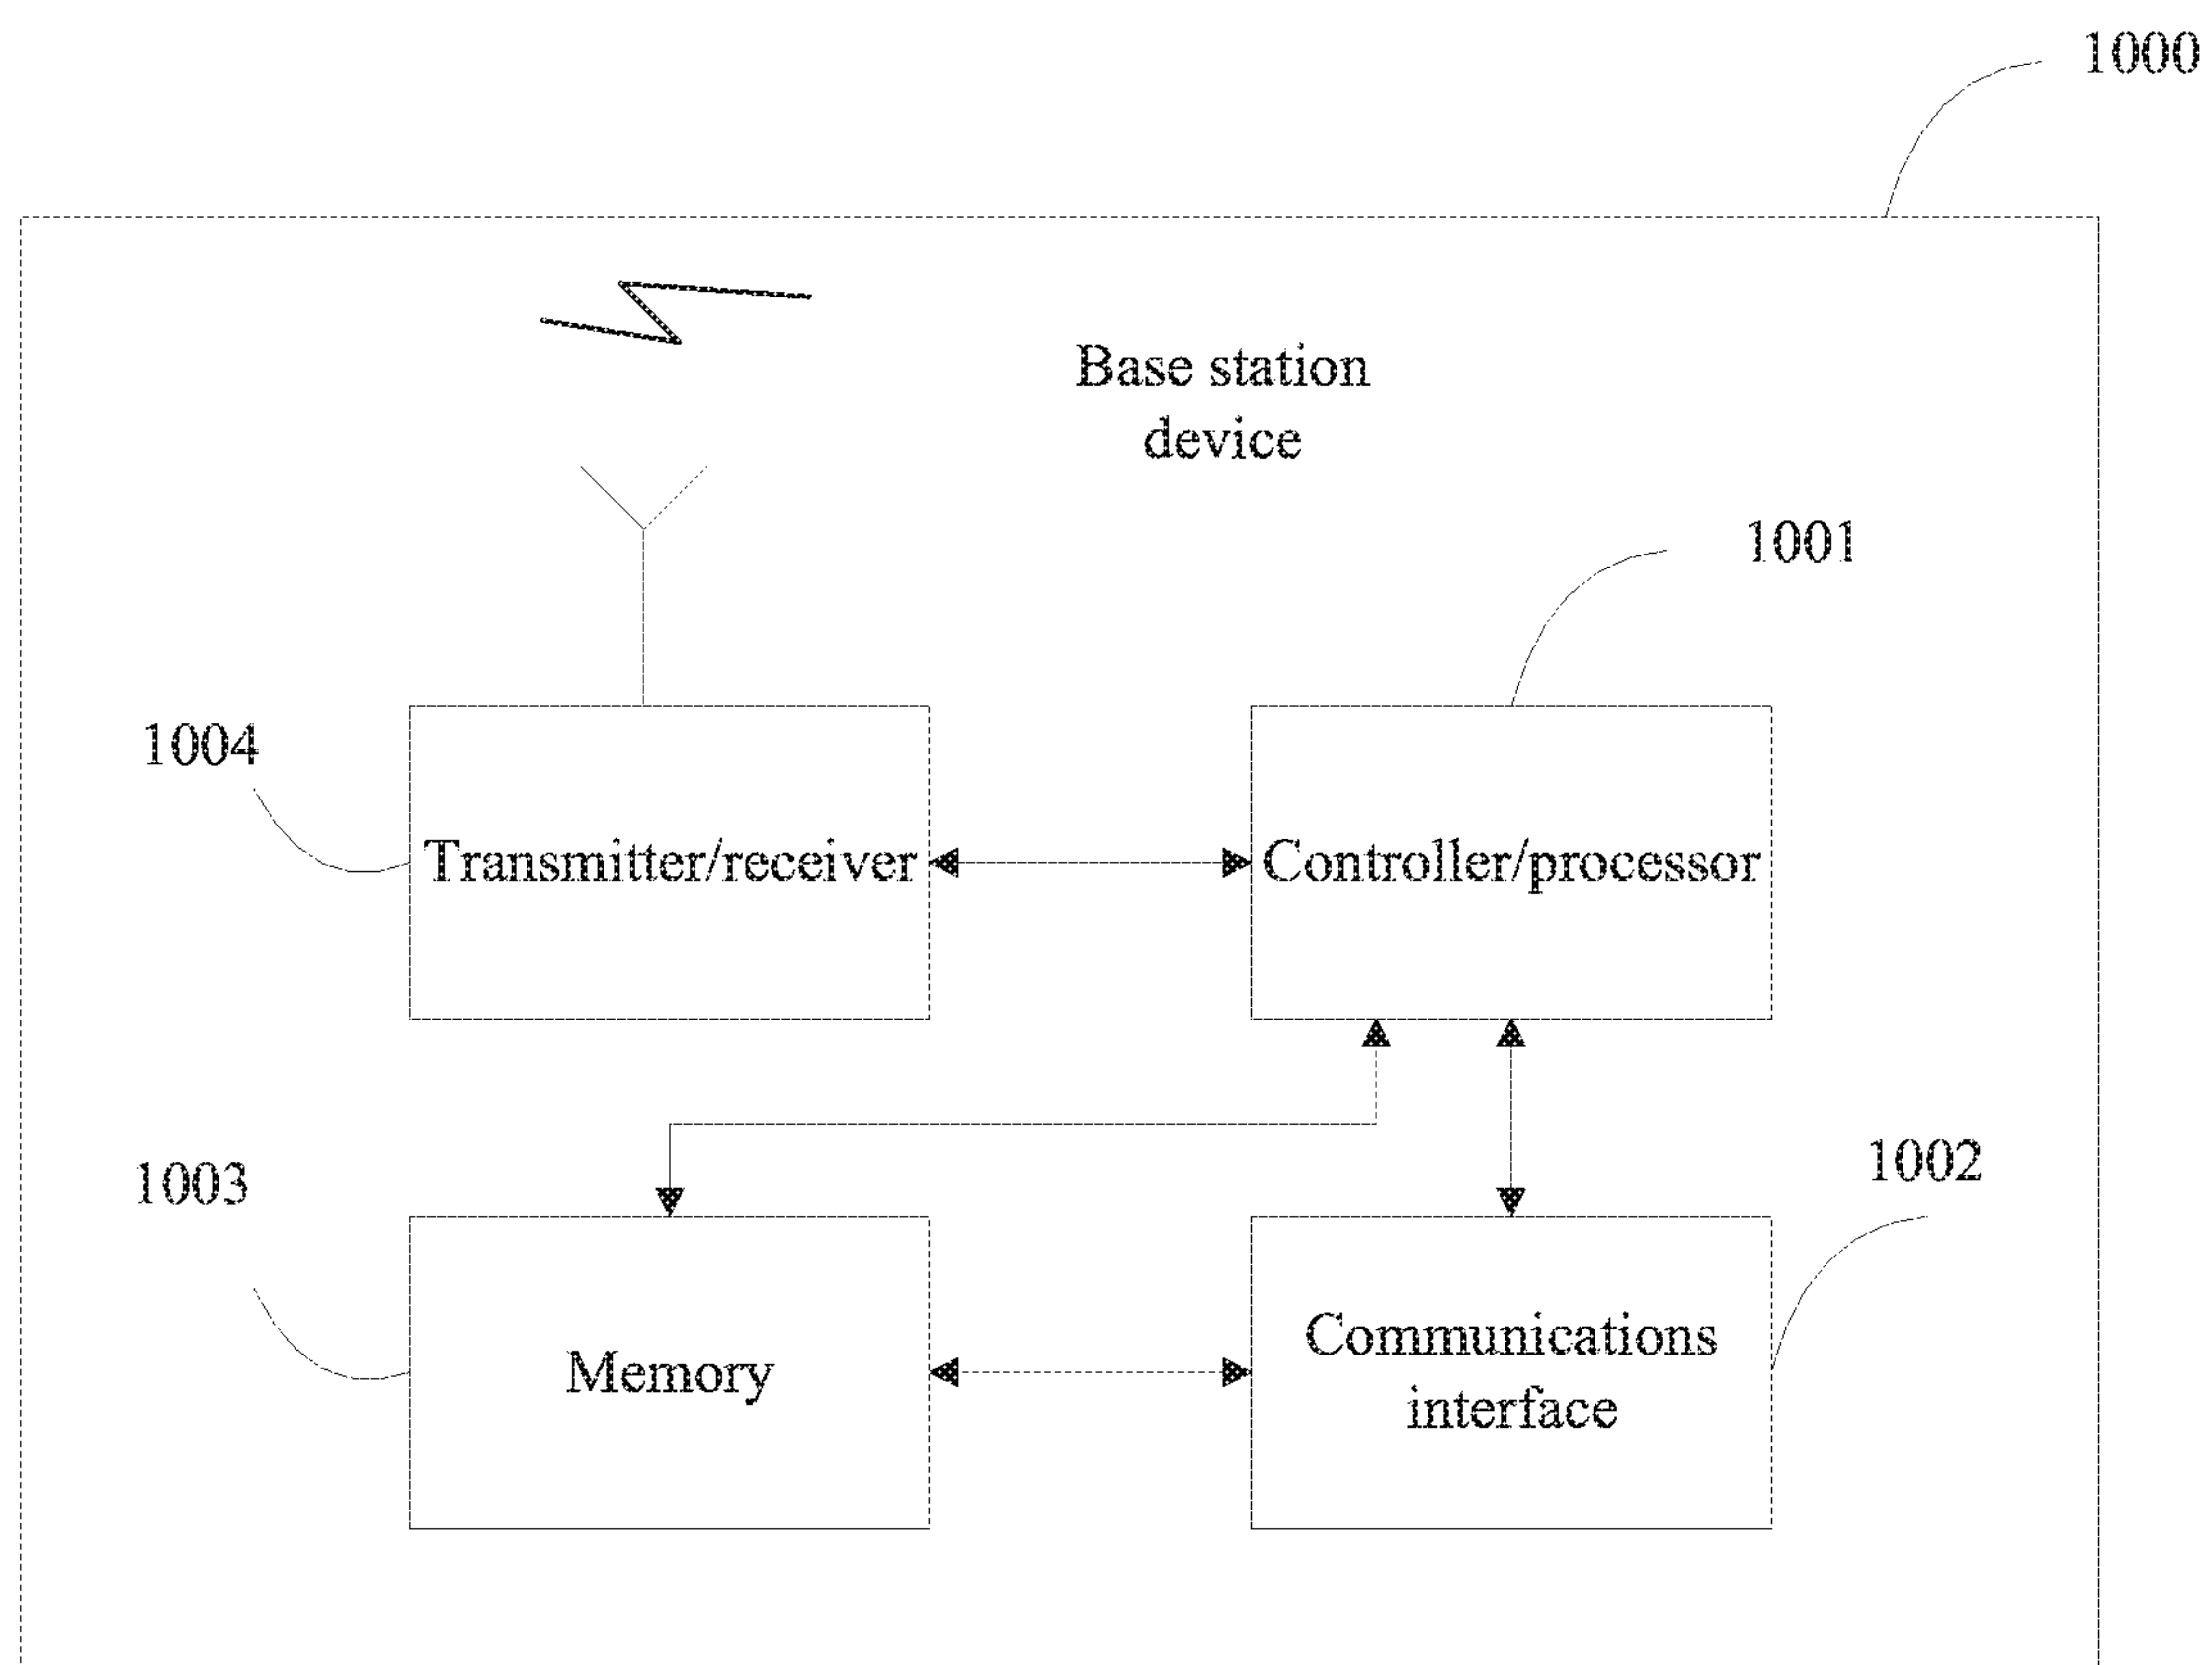 1000
Base station
device
1001
1004
Transmitter/receiver
Controller/processor
1003
1002
Memory
Communications
interface